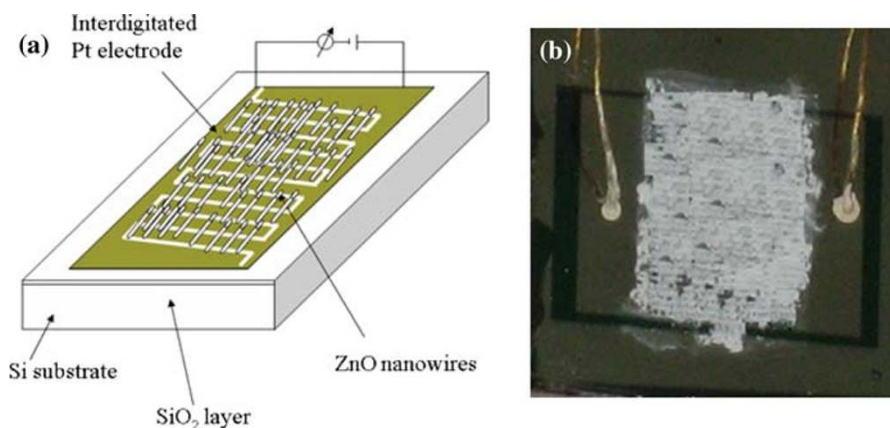 (a)
Interdigitated
Pt electrode
Si substrate
SiO₂ layer
ZnO nanowires
(b)